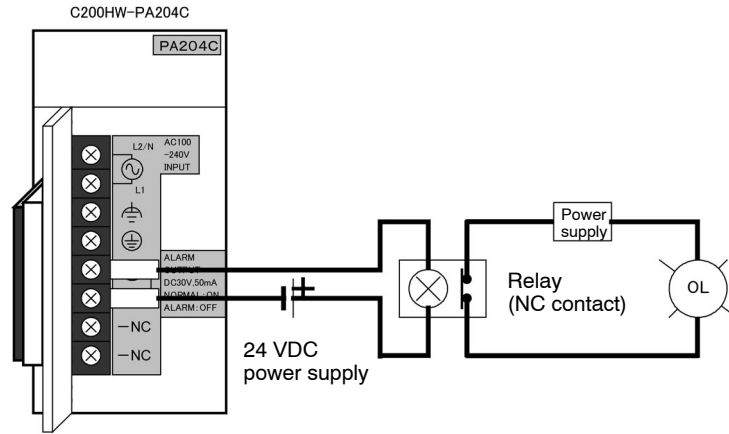 C200HW-PA204C
PA204C
L2/N
AC100
-240V
INPUT
L1
ALARM
OUTPUT
DC30V,50mA
NORMAL:ON
ALARM:OFF
-NC
-NC
24 VDC
power supply
Power
supply
Relay
(NC contact)
OL